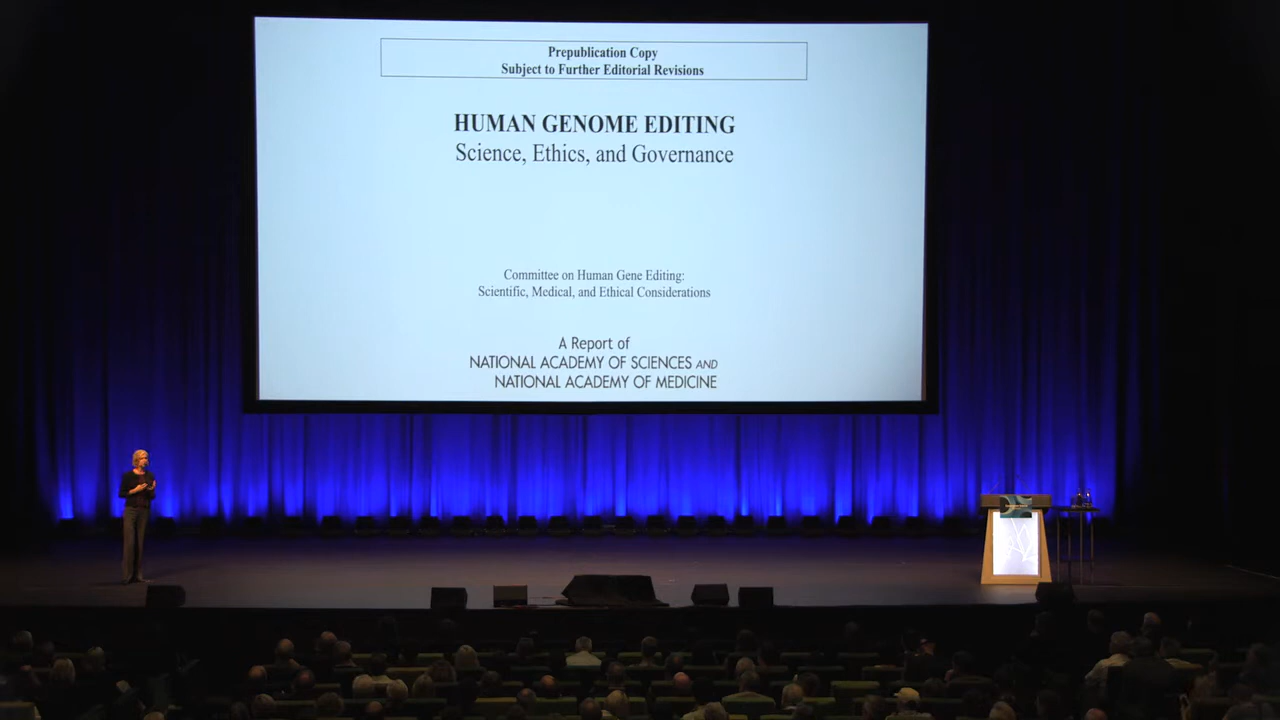 Prepublication Copy
Subject to Further Editorial Revisions
HUMAN GENOME EDITING
Science, Ethics, and Governance
Committee on Human Gene Editing:
Scientific, Medical, and Ethical Considerations
A Report of
NATIONAL ACADEMY OF SCIENCES AND
NATIONAL ACADEMY OF MEDICINE